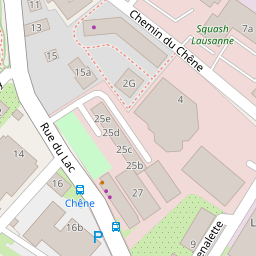 11
13
15
15a
Chemin du Chêne
Squash
Lausanne
7a
2G
4
25e
25d
25c
25b
Rue du Lac
14
16
Chêne
27
16b
P
9